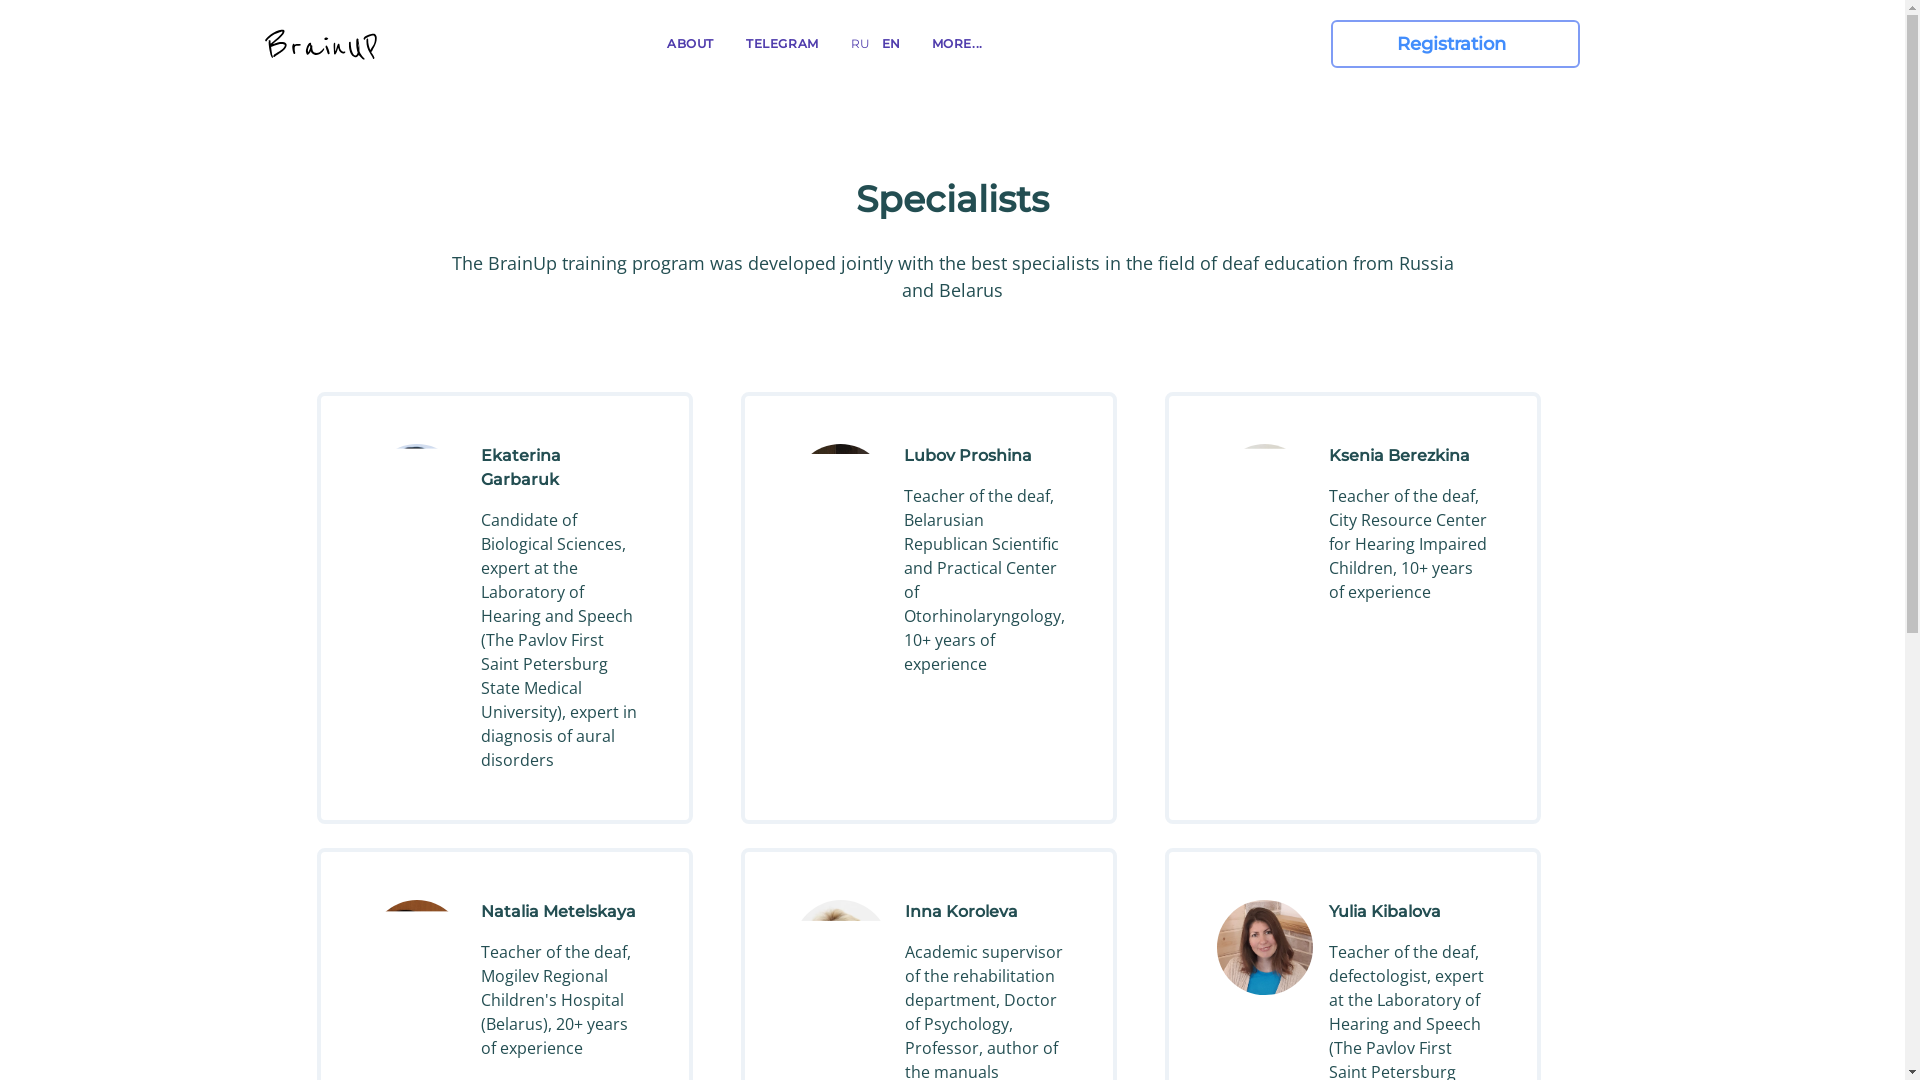 BrainUP
ABOUT
TELEGRAM
RU
EN
MORE...
Registration
Specialists
The BrainUp training program was developed jointly with the best specialists in the field of deaf education from Russia
and Belarus
Ekaterina
Garbaruk
Candidate of
Biological Sciences,
expert at the
Laboratory of
Hearing and Speech
(The Pavlov First
Saint Petersburg
State Medical
University), expert in
diagnosis of aural
disorders
Lubov Proshina
Teacher of the deaf,
Belarusian
Republican Scientific
and Practical Center
of
Otorhinolaryngology,
10+ years of
experience
Ksenia Berezkina
Teacher of the deaf,
City Resource Center
for Hearing Impaired
Children, 10+ years
of experience
Natalia Metelskaya
Teacher of the deaf,
Mogilev Regional
Children's Hospital
(Belarus), 20+ years
of experience
Inna Koroleva
Academic supervisor
of the rehabilitation
department, Doctor
of Psychology,
Professor, author of
the manuals
Yulia Kibalova
Teacher of the deaf,
defectologist, expert
at the Laboratory of
Hearing and Speech
(The Pavlov First
Saint Petersburg